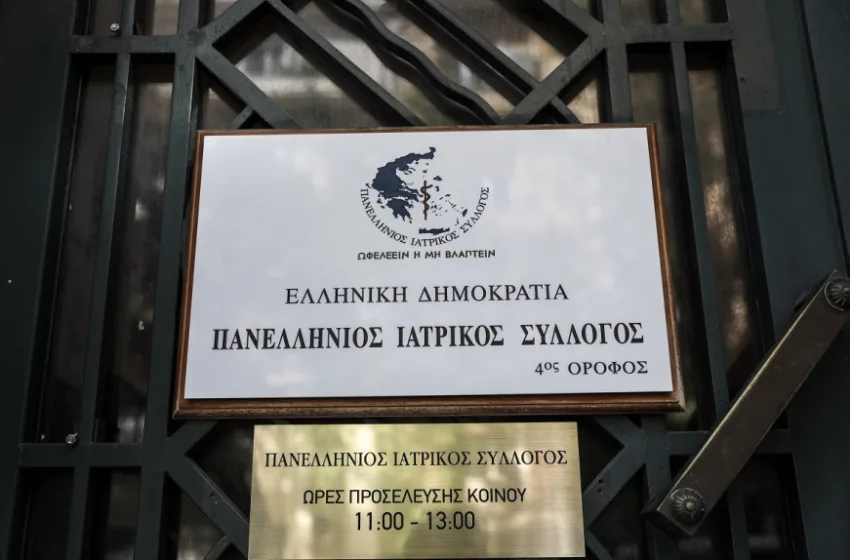 ΠΑΝΕΛΛΗΝΙΟΣ ΙΑΤΡΙΚΟΣ ΣΥΛΛΟΓΟΣ
ΩΦΕΛΕΕΙΝ Η ΜΗ ΒΛΑΠΤΕΙΝ
ΕΛΛΗΝΙΚΗ ΔΗΜΟΚΡΑΤΙΑ
ΠΑΝΕΛΛΗΝΙΟΣ ΙΑΤΡΙΚΟΣ ΣΥΛΛΟΓΟΣ
4ος ΟΡΟΦΟΣ
ΠΑΝΕΛΛΗΝΙΟΣ ΙΑΤΡΙΚΟΣ ΣΥΛΛΟΓΟΣ
ΩΡΕΣ ΠΡΟΣΕΛΕΥΣΗΣ ΚΟΙΝΟΥ
11:00 - 13:00